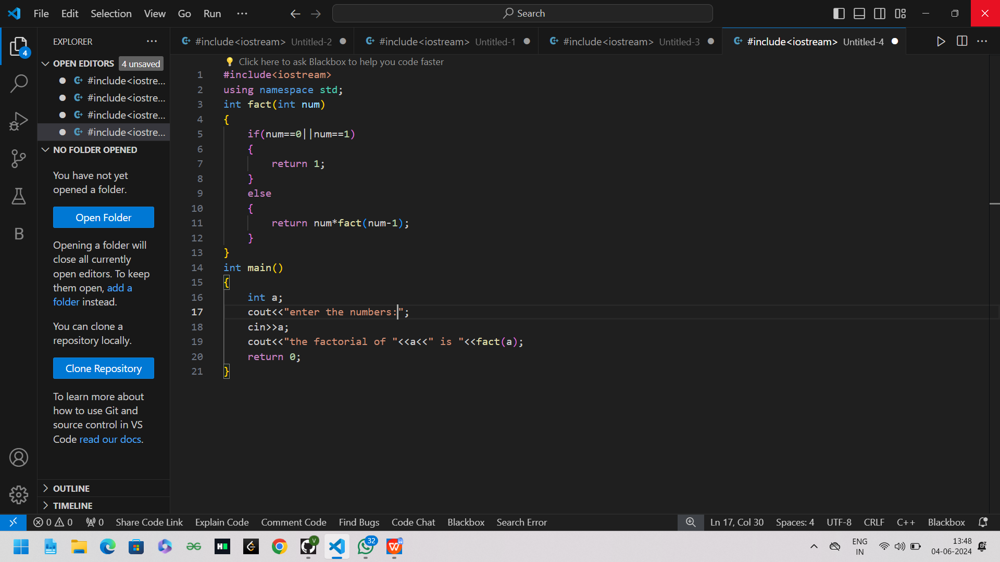 File Edit Selection View Go Run ··· Search
EXPLORER ···
#include<iostream> Untitled-2 #include<iostream> Untitled-1 #include<iostream> Untitled-3 #include<iostream> Untitled-4 ···
4
OPEN EDITORS 4 unsaved
#include<iostre...
#include<iostre...
#include<iostre...
#include<iostre...
NO FOLDER OPENED
You have not yet
opened a folder.
Open Folder
Opening a folder will
close all currently
open editors. To keep
them open, add a
folder instead.
You can clone a
repository locally.
Clone Repository
To learn more about
how to use Git and
source control in VS
Code read our docs.
OUTLINE
TIMELINE
B
Click here to ask Blackbox to help you code faster
1 #include<iostream>
2 using namespace std;
3 int fact(int num)
4 {
5 if(num==0||num==1)
6 {
7 return 1;
8 }
9 else
10 {
11 return num*fact(num-1);
12 }
13 }
14 int main()
15 {
16 int a;
17 cout<<"enter the numbers:";
18 cin>>a;
19 cout<<"the factorial of "<<a<<" is "<<fact(a);
20 return 0;
21 }
0 0 0 Share Code Link Explain Code Comment Code Find Bugs Code Chat Blackbox Search Error Ln 17, Col 30 Spaces: 4 UTF-8 CRLF C++ Blackbox
V 32 W
ENG
IN
13:48
04-06-2024